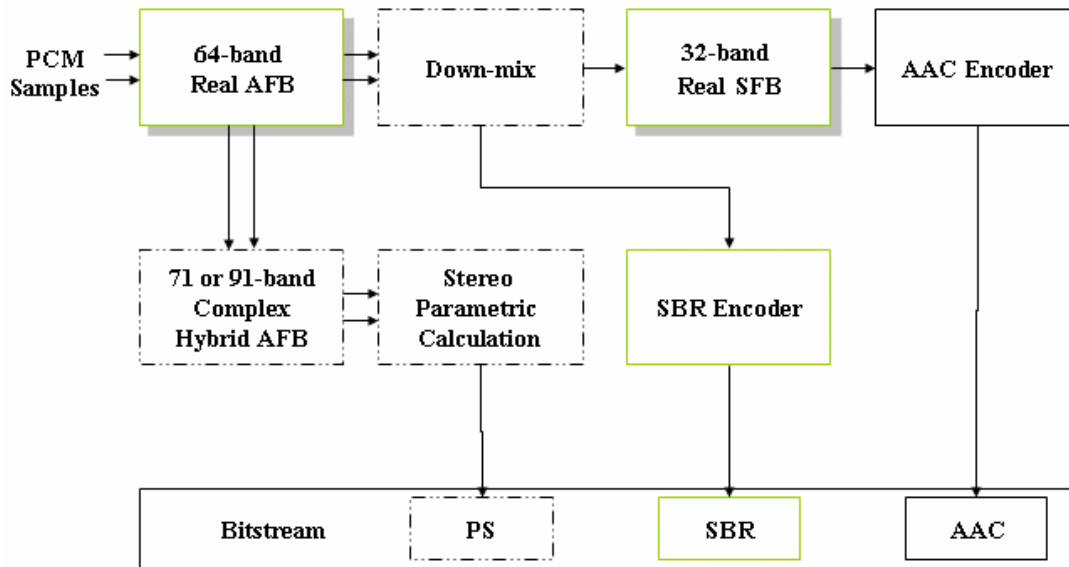 PCM
Samples
64-band
Real AFB
Down-mix
32-band
Real SFB
AAC Encoder
71 or 91-band
Complex
Hybrid AFB
Stereo
Parametric
Calculation
SBR Encoder
Bitstream
PS
SBR
AAC